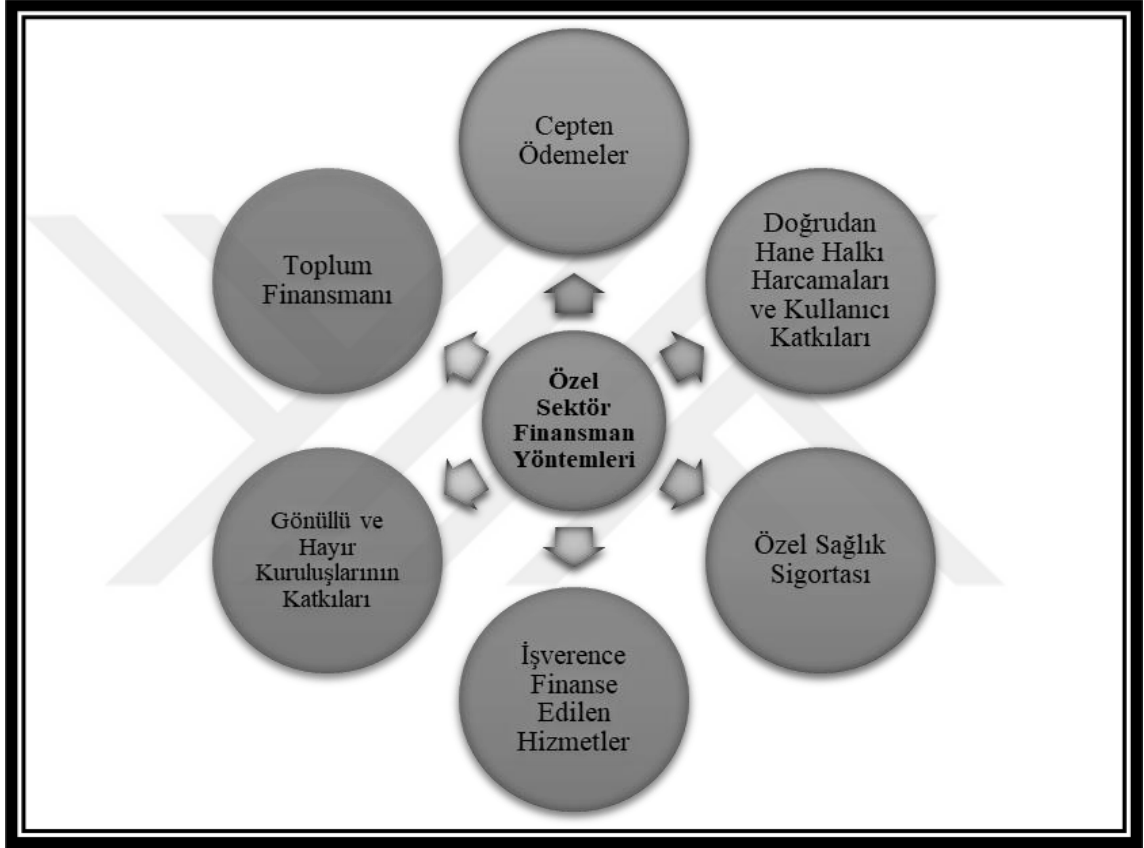 Cepten
Ödemeler
Doğrudan
Hane Halkı
Harcamaları
ve Kullanıcı
Katkıları
Özel Sağlık
Sigortası
İşverence
Finanse
Edilen
Hizmetler
Gönüllü ve
Hayır
Kuruluşlarının
Katkıları
Toplum
Finansmanı
Özel
Sektör
Finansman
Yöntemleri